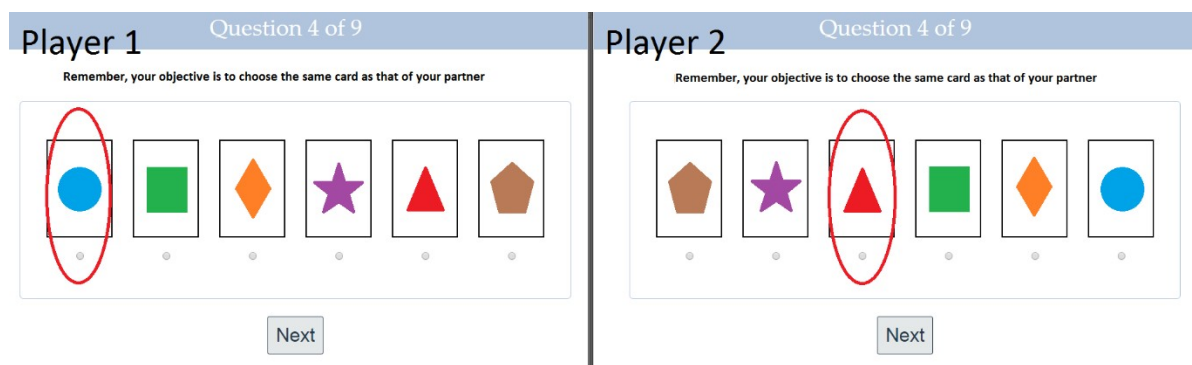 Question 4 of 9
Player 1
Remember, your objective is to choose the same card as that of your partner
Next
Question 4 of 9
Player 2
Remember, your objective is to choose the same card as that of your partner
Next